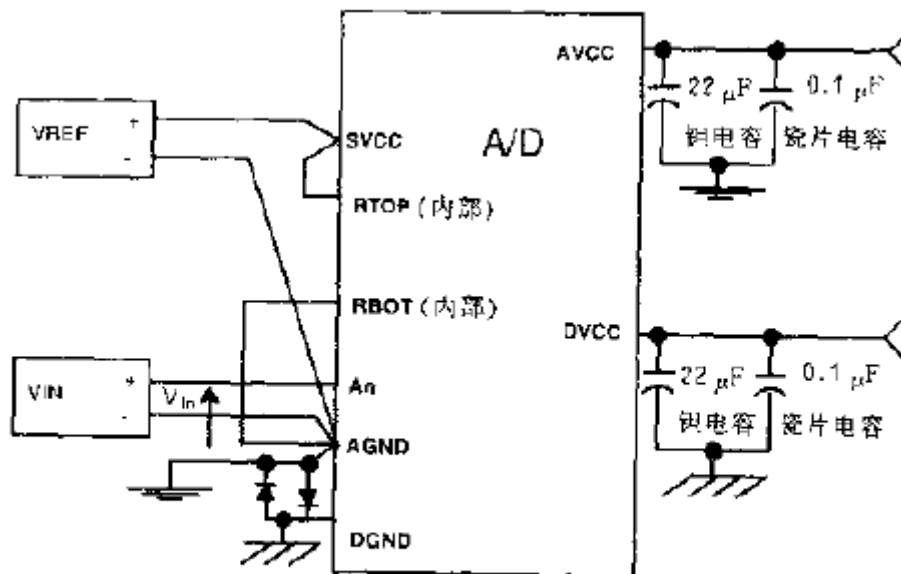 AVCC
22 μF
0.1 μF
VREF
+
-
SVCC
A/D
钽电容
瓷片电容
RTOP (内部)
RBOT (内部)
DVCC
22 μF
0.1 μF
VIN
+
-
Vin
An
钽电容
瓷片电容
AGND
DGND